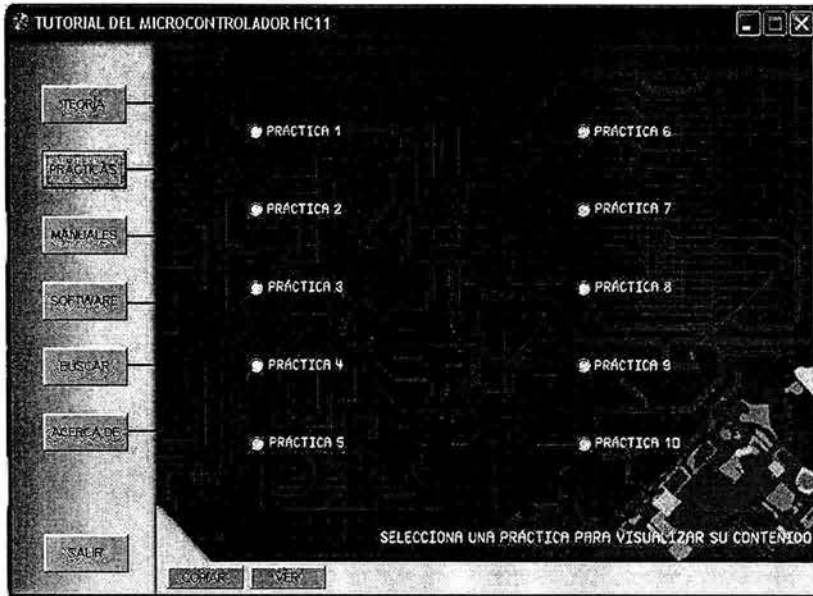 TUTORIAL DEL MICROCONTROLADOR HC11
TEORÍA
PRÁCTICAS
MANUALES
SOFTWARE
BUSCAR
ACERCA DE
SALIR
PRÁCTICA 1
PRÁCTICA 2
PRÁCTICA 3
PRÁCTICA 4
PRÁCTICA 5
PRÁCTICA 6
PRÁCTICA 7
PRÁCTICA 8
PRÁCTICA 9
PRÁCTICA 10
SELECCIONA UNA PRÁCTICA PARA VISUALIZAR SU CONTENIDO
COPIAR
VER